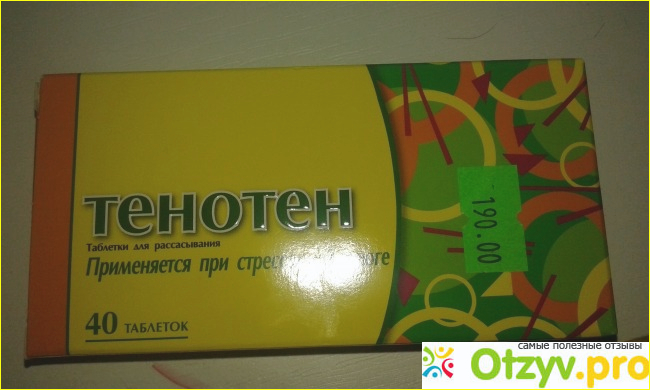 ТЕНОТЕН
Таблетки для рассасывания
Применяется при
40 ТАБЛЕТОК
190.00
самые полезные отзывы
Otzyv.pro